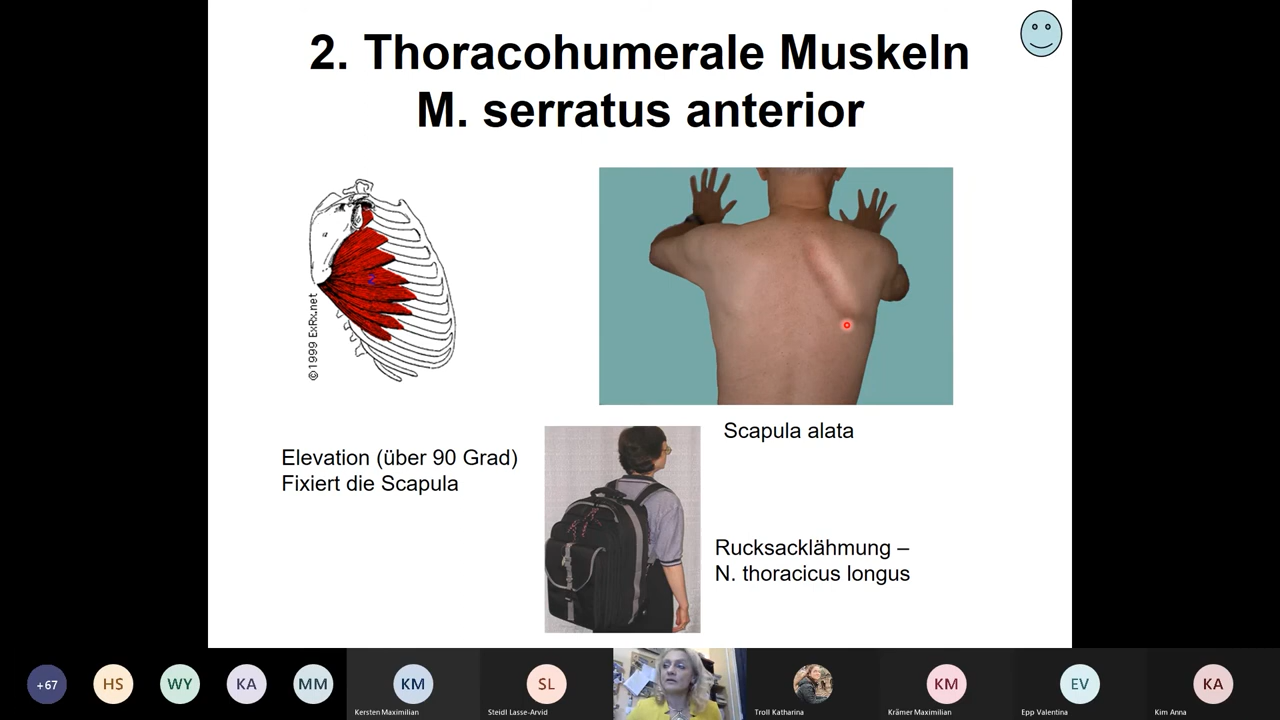 2. Thoracohumerale Muskeln
M. serratus anterior
2
©1999 ExRx.net
Scapula alata
Elevation (über 90 Grad)
Fixiert die Scapula
Rucksacklähmung –
N. thoracicus longus
+67
HS
WY
KA
MM
KM
SL
KM
EV
KA
Kersten Maximilian
Steidl Lasse-Arvid
Troll Katharina
Krämer Maximilian
Epp Valentina
Kim Anna